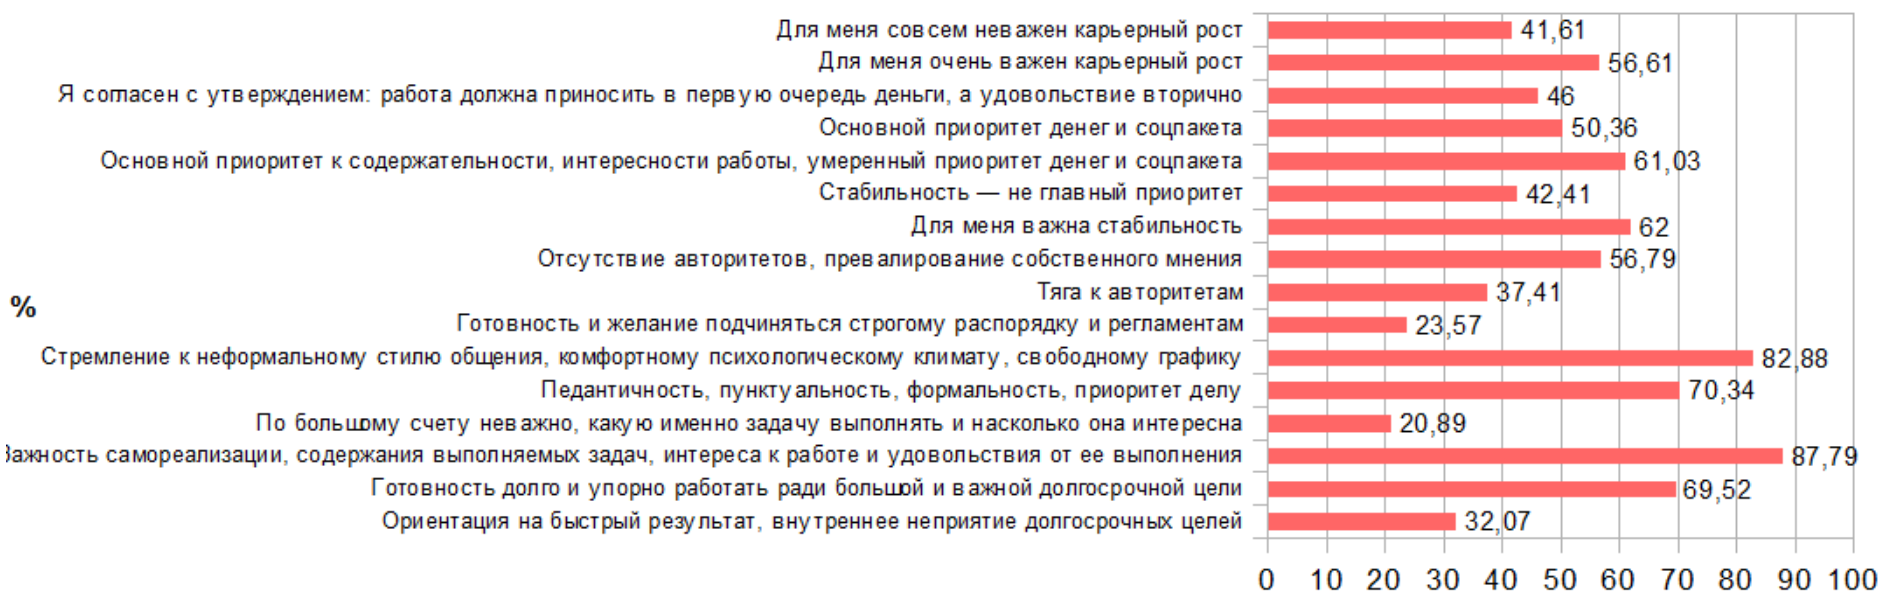 Для меня совсем неважен карьерный рост 41,61
Для меня очень важен карьерный рост 56,61
Я согласен с утверждением: работа должна приносить в первую очередь деньги, а удовольствие вторично 46
Основной приоритет денег и соцпакета 50,36
Основной приоритет к содержательности, интересности работы, умеренный приоритет денег и соцпакета 61,03
Стабильность — не главный приоритет 42,41
Для меня важна стабильность 62
Отсутствие авторитетов, превалирование собственного мнения 56,79
Тяга к авторитетам 37,41
%
Готовность и желание подчиняться строгому распорядку и регламентам 23,57
Стремление к неформальному стилю общения, комфортному психологическому климату, свободному графику 82,88
Педантичность, пунктуальность, формальность, приоритет делу 70,34
По большому счету неважно, какую именно задачу выполнять и насколько она интересна 20,89
Важность самореализации, содержания выполняемых задач, интереса к работе и удовольствия от ее выполнения 87,79
Готовность долго и упорно работать ради большой и важной долгосрочной цели 69,52
Ориентация на быстрый результат, внутреннее неприятие долгосрочных целей 32,07
0 10 20 30 40 50 60 70 80 90 100